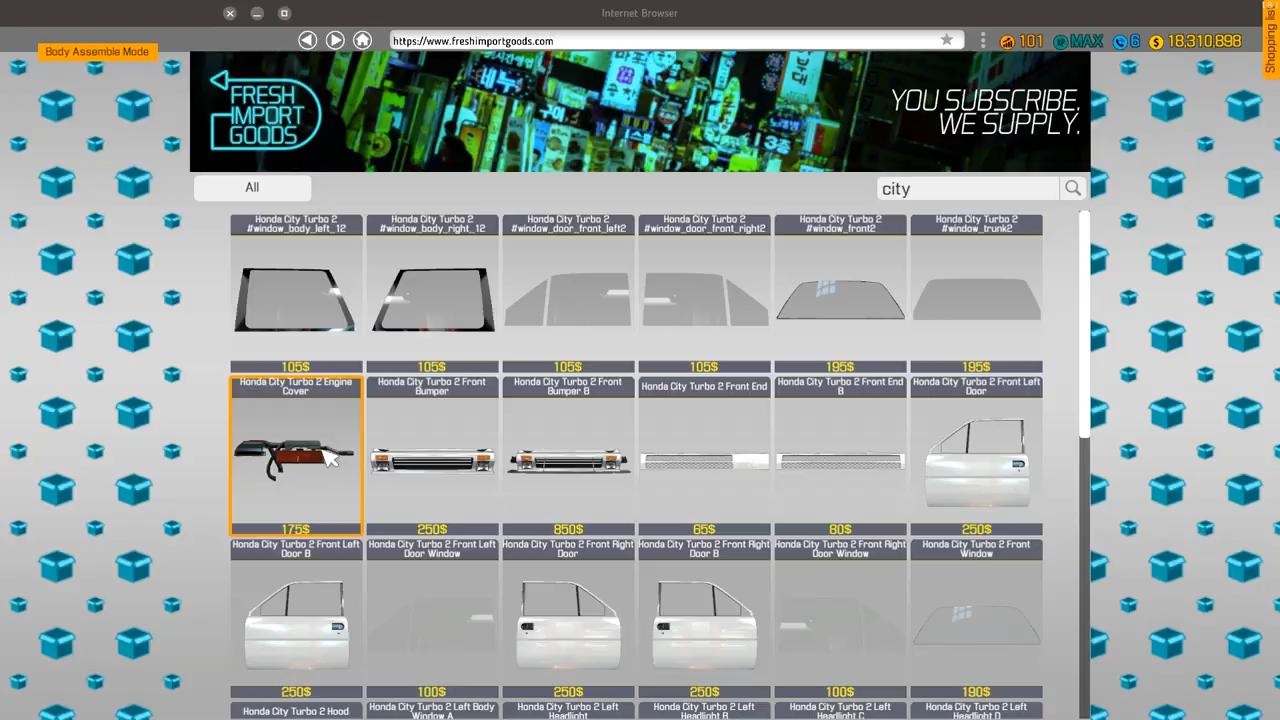 Internet Browser
Shopping list
Body Assemble Mode
https://www.freshimportgoods.com
101
XP
MAX
6
$
18,310,898
FRESH
IMPORT
GOODS
YOU SUBSCRIBE,
WE SUPPLY.
All
city
Honda City Turbo 2
#window_body_left_12
Honda City Turbo 2
#window_body_right_12
Honda City Turbo 2
#window_door_front_left2
Honda City Turbo 2
#window_door_front_right2
Honda City Turbo 2
#window_front2
Honda City Turbo 2
#window_trunk2
105$
105$
105$
105$
195$
195$
Honda City Turbo 2 Engine
Cover
Honda City Turbo 2 Front
Bumper
Honda City Turbo 2 Front
Bumper B
Honda City Turbo 2 Front End
Honda City Turbo 2 Front End
B
Honda City Turbo 2 Front Left
Door
175$
250$
850$
65$
80$
250$
Honda City Turbo 2 Front Left
Door B
Honda City Turbo 2 Front Left
Door Window
Honda City Turbo 2 Front Right
Door
Honda City Turbo 2 Front Right
Door B
Honda City Turbo 2 Front Right
Door Window
Honda City Turbo 2 Front
Window
250$
100$
250$
250$
100$
190$
Honda City Turbo 2 Hood
Honda City Turbo 2 Left Body
Window A
Honda City Turbo 2 Left
Headlight
Honda City Turbo 2 Left
Headlight B
Honda City Turbo 2 Left
Headlight C
Honda City Turbo 2 Left
Headlight D